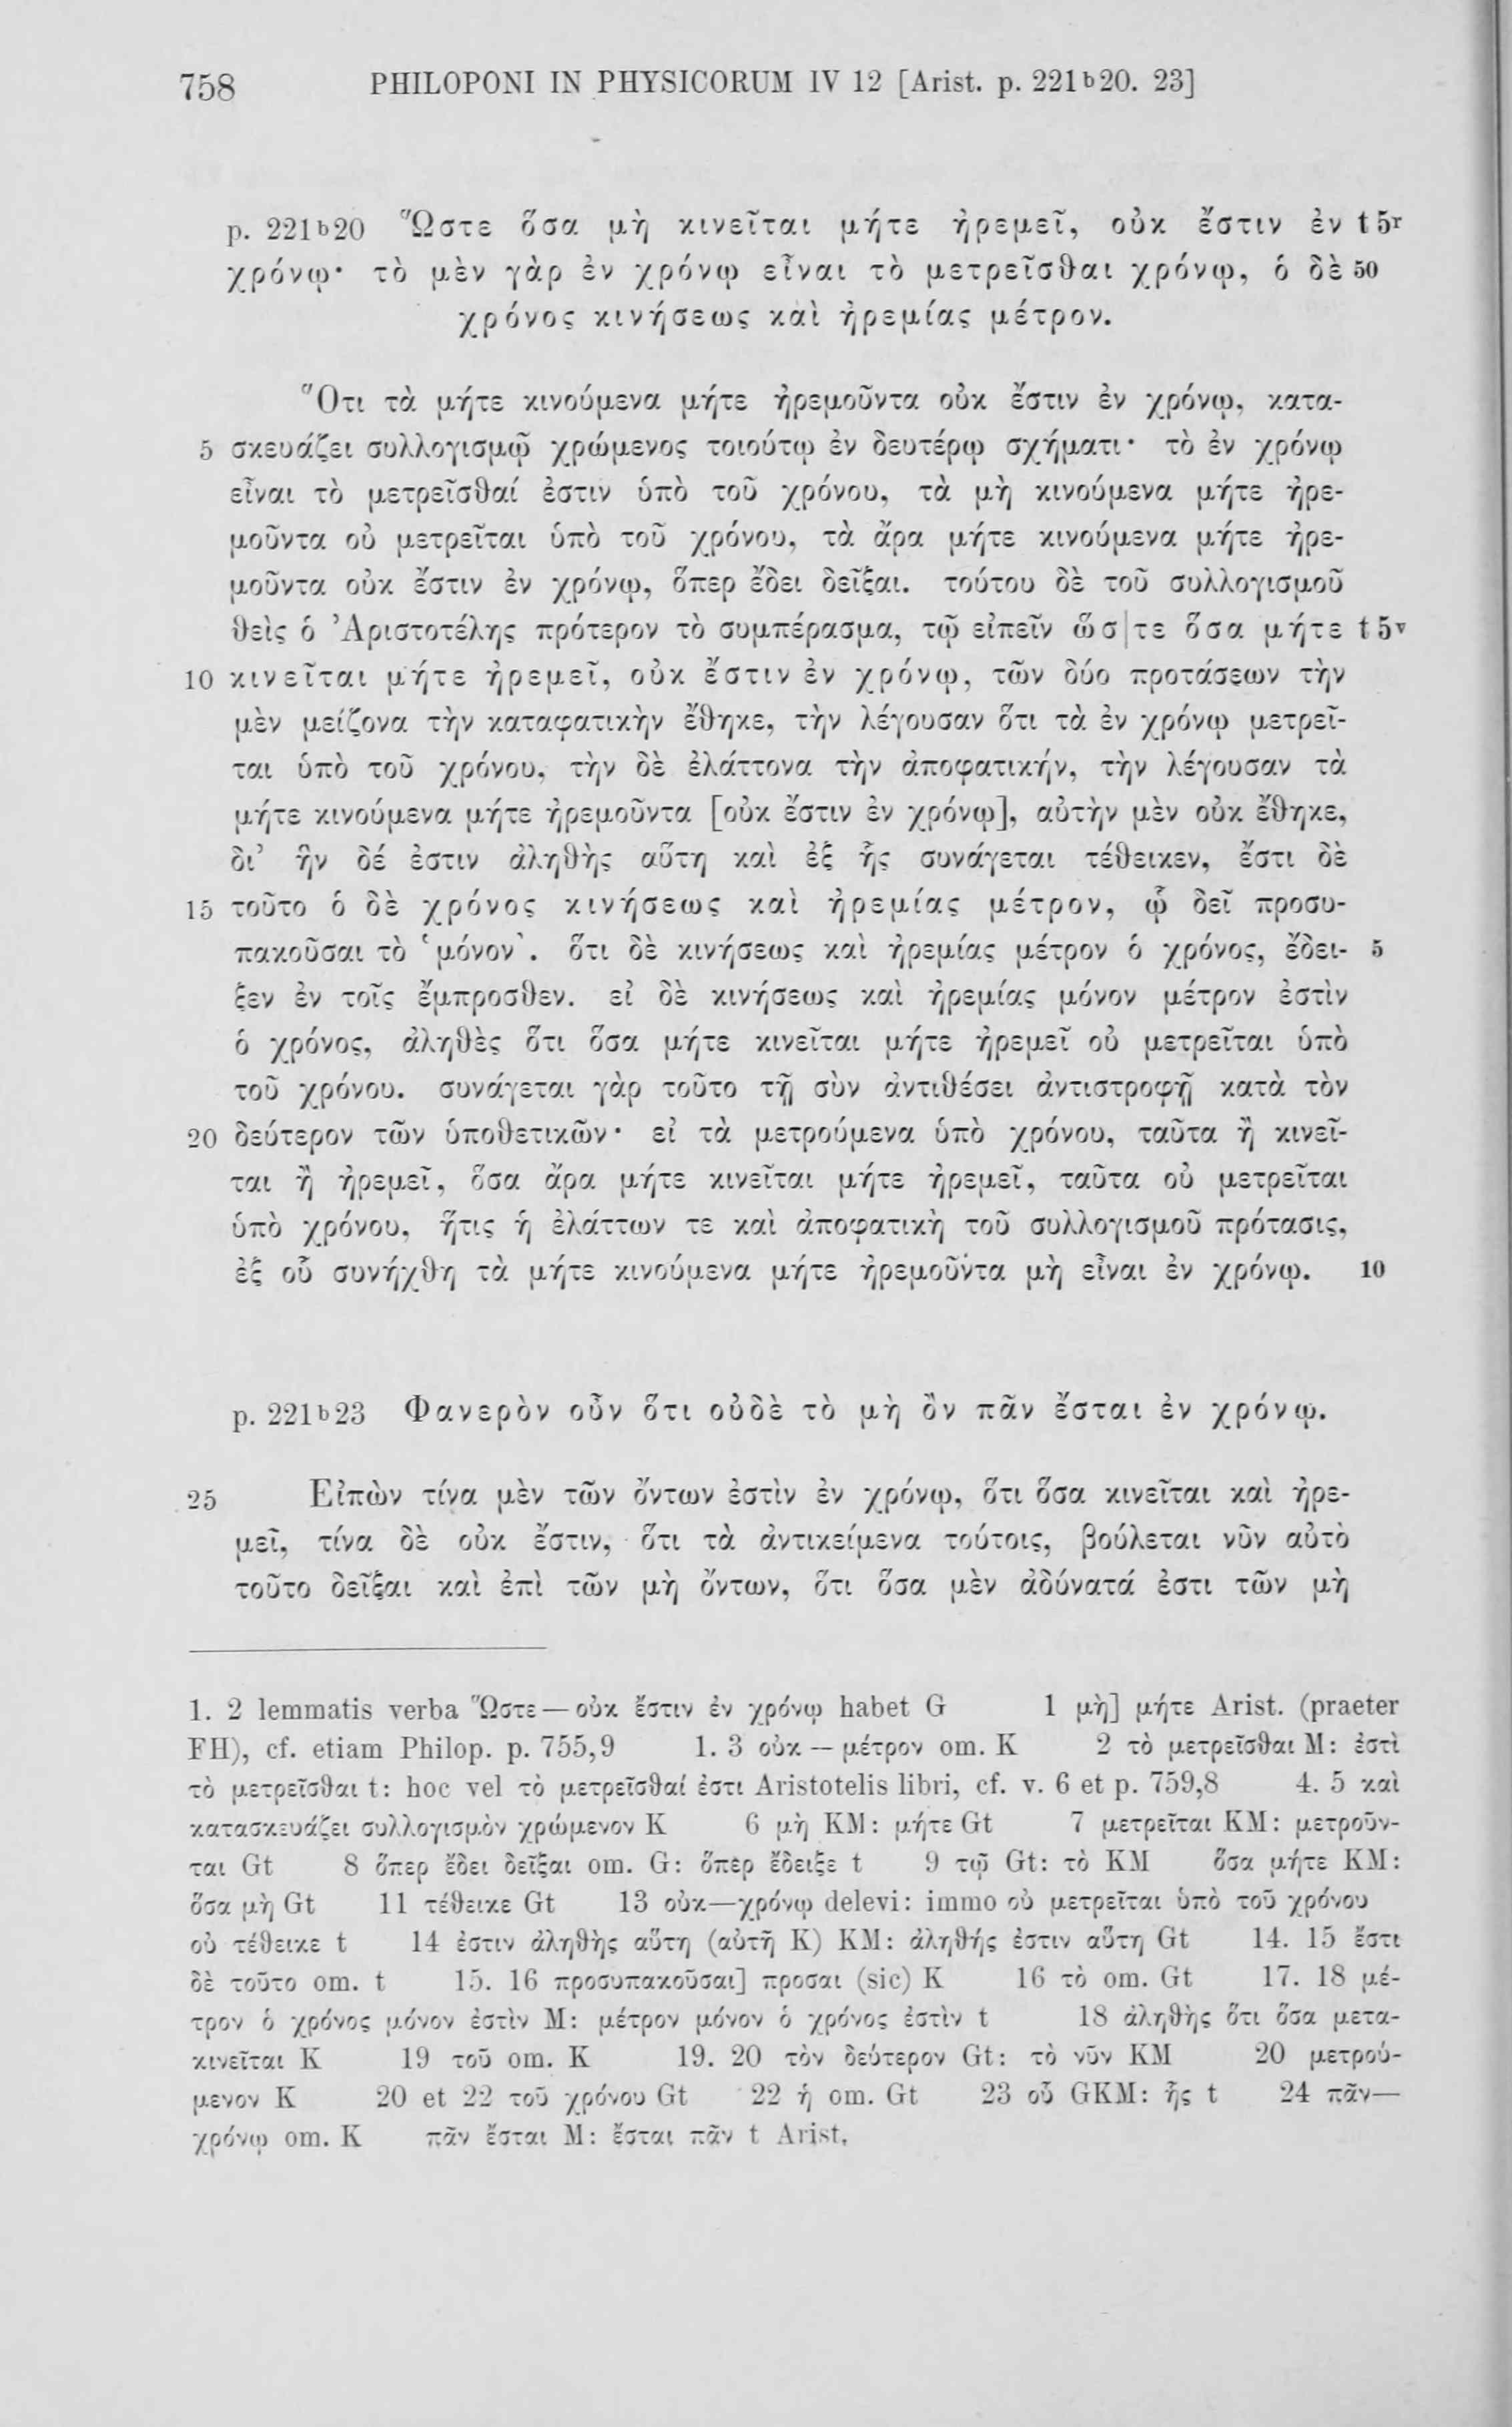 758 PHILOPONI IN PHYSICORUM IV 12 [Arist. p. 221b20. 23]
p. 221b20 Ὥστε ὅσα μὴ κινεῖται μήτε ἠρεμεῖ, οὐκ ἔστιν ἐν t 5r
χρόνῳ· τὸ μὲν γὰρ ἐν χρόνῳ εἶναι τὸ μετρεῖσθαι χρόνῳ, ὁ δὲ 50
χρόνος κινήσεως καὶ ἠρεμίας μέτρον.
Ὅτι τὰ μήτε κινούμενα μήτε ἠρεμοῦντα οὐκ ἔστιν ἐν χρόνῳ, κατα-
5 σκευάζει συλλογισμῷ χρώμενος τοιούτῳ ἐν δευτέρῳ σχήματι· τὸ ἐν χρόνῳ
εἶναι τὸ μετρεῖσθαί ἐστιν ὑπὸ τοῦ χρόνου, τὰ μὴ κινούμενα μήτε ἠρε-
μοῦντα οὐ μετρεῖται ὑπὸ τοῦ χρόνου, τὰ ἄρα μήτε κινούμενα μήτε ἠρε-
μοῦντα οὐκ ἔστιν ἐν χρόνῳ, ὅπερ ἔδει δεῖξαι. τούτου δὲ τοῦ συλλογισμοῦ
θεὶς ὁ Ἀριστοτέλης πρότερον τὸ συμπέρασμα, τῷ εἰπεῖν ὥσ|τε ὅσα μήτε t 5v
10 κινεῖται μήτε ἠρεμεῖ, οὐκ ἔστιν ἐν χρόνῳ, τῶν δύο προτάσεων τὴν
μὲν μείζονα τὴν καταφατικὴν ἔθηκε, τὴν λέγουσαν ὅτι τὰ ἐν χρόνῳ μετρεῖ-
ται ὑπὸ τοῦ χρόνου, τὴν δὲ ἐλάττονα τὴν ἀποφατικήν, τὴν λέγουσαν τὰ
μήτε κινούμενα μήτε ἠρεμοῦντα [οὐκ ἔστιν ἐν χρόνῳ], αὐτὴν μὲν οὐκ ἔθηκε,
δι’ ἣν δέ ἐστιν ἀληθὴς αὕτη καὶ ἐξ ἧς συνάγεται τέθεικεν, ἔστι δὲ
15 τοῦτο ὁ δὲ χρόνος κινήσεως καὶ ἠρεμίας μέτρον, ᾧ δεῖ προσυ-
πακοῦσαι τὸ ‘μόνον’. ὅτι δὲ κινήσεως καὶ ἠρεμίας μέτρον ὁ χρόνος, ἔδει- 5
ξεν ἐν τοῖς ἔμπροσθεν. εἰ δὲ κινήσεως καὶ ἠρεμίας μόνον μέτρον ἐστὶν
ὁ χρόνος, ἀληθὲς ὅτι ὅσα μήτε κινεῖται μήτε ἠρεμεῖ οὐ μετρεῖται ὑπὸ
τοῦ χρόνου. συνάγεται γὰρ τοῦτο τῇ σὺν ἀντιθέσει ἀντιστροφῇ κατὰ τὸν
20 δεύτερον τῶν ὑποθετικῶν· εἰ τὰ μετρούμενα ὑπὸ χρόνου, ταῦτα ἢ κινεῖ-
ται ἢ ἠρεμεῖ, ὅσα ἄρα μήτε κινεῖται μήτε ἠρεμεῖ, ταῦτα οὐ μετρεῖται
ὑπὸ χρόνου, ἥτις ἡ ἐλάττων τε καὶ ἀποφατικὴ τοῦ συλλογισμοῦ πρότασις,
ἐξ οὗ συνήχθη τὰ μήτε κινούμενα μήτε ἠρεμοῦντα μὴ εἶναι ἐν χρόνῳ. 10
p. 221b23 Φανερὸν οὖν ὅτι οὐδὲ τὸ μὴ ὂν πᾶν ἔσται ἐν χρόνῳ.
25 Εἰπὼν τίνα μὲν τῶν ὄντων ἐστὶν ἐν χρόνῳ, ὅτι ὅσα κινεῖται καὶ ἠρε-
μεῖ, τίνα δὲ οὐκ ἔστιν, ὅτι τὰ ἀντικείμενα τούτοις, βούλεται νῦν αὐτὸ
τοῦτο δεῖξαι καὶ ἐπὶ τῶν μὴ ὄντων, ὅτι ὅσα μὲν ἀδύνατά ἐστι τῶν μὴ
1. 2 lemmatis verba Ὥστε — οὐκ ἔστιν ἐν χρόνῳ habet G 1 μὴ] μήτε Arist. (praeter
FH), cf. etiam Philop. p. 755,9 1. 3 οὐκ — μέτρον om. K 2 τὸ μετρεῖσθαι M: ἐστὶ
τὸ μετρεῖσθαι t: hoc vel τὸ μετρεῖσθαί ἐστι Aristotelis libri, cf. v. 6 et p. 759,8 4. 5 καὶ
κατασκευάζει συλλογισμὸν χρώμενον K 6 μὴ KM: μήτε Gt 7 μετρεῖται KM: μετροῦν-
ται Gt 8 ὅπερ ἔδει δεῖξαι om. G: ὅπερ ἔδειξε t 9 τῷ Gt: τὸ KM ὅσα μήτε KM:
ὅσα μὴ Gt 11 τέθεικε Gt 13 οὐκ—χρόνῳ delevi: immo οὐ μετρεῖται ὑπὸ τοῦ χρόνου
οὐ τέθεικε t 14 ἐστιν ἀληθὴς αὕτη (αὐτῇ K) KM: ἀληθής ἐστιν αὕτη Gt 14. 15 ἔστι
δὲ τοῦτο om. t 15. 16 προσυπακοῦσαι] προσαι (sic) K 16 τὸ om. Gt 17. 18 μέ-
τρον ὁ χρόνος μόνον ἐστὶν M: μέτρον μόνον ὁ χρόνος ἐστὶν t 18 ἀληθὴς ὅτι ὅσα μετα-
κινεῖται K 19 τοῦ om. K 19. 20 τὸν δεύτερον Gt: τὸ νῦν KM 20 μετρού-
μενον K 20 et 22 τοῦ χρόνου Gt 22 ἡ om. Gt 23 οὗ GKM: ἧς t 24 πᾶν—
χρόνῳ om. K πᾶν ἔσται M: ἔσται πᾶν t Arist.